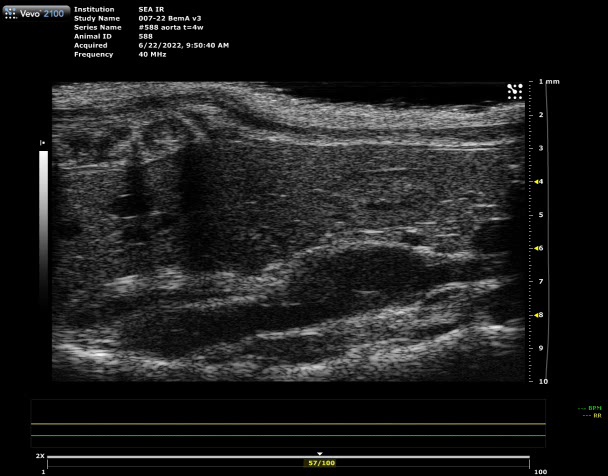 Vevo 2100
Institution SEA IR
Study Name 007-22 BemA v3
Series Name #588 aorta t=4w
Animal ID 588
Acquired 6/22/2022, 9:50:40 AM
Frequency 40 MHz
1 mm
2
3
4
5
6
7
8
9
10
--- BPM
--- RR
2X
57/100
1 100